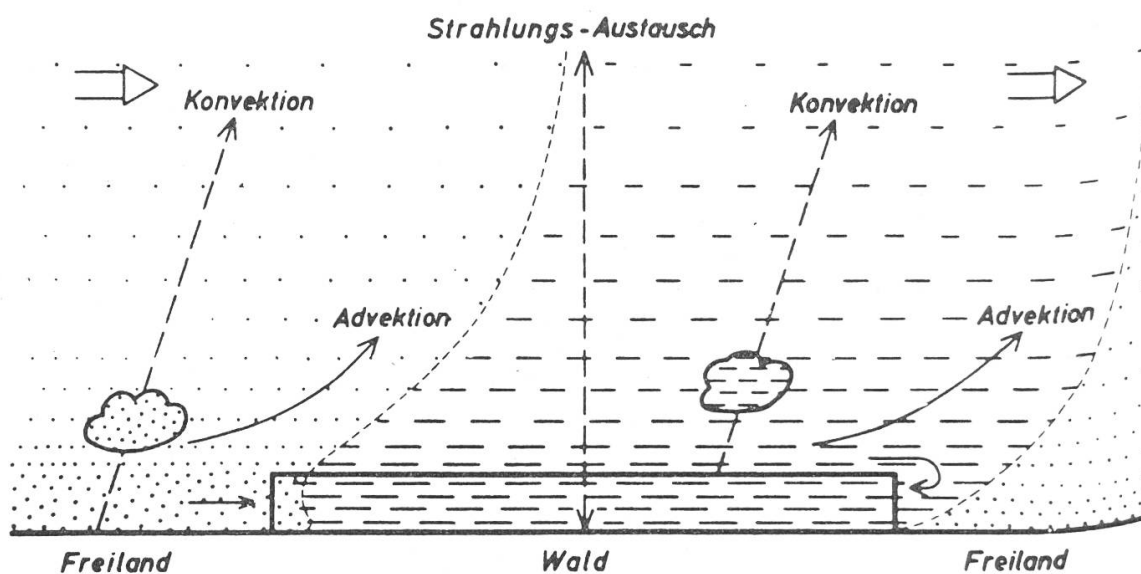 Strahlungs-Austausch
Konvektion
Konvektion
Advektion
Advektion
Freiland
Wald
Freiland